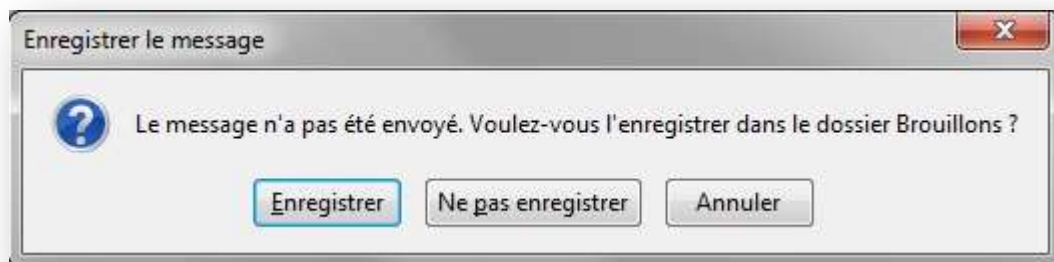 Enregistrer le message
Le message n'a pas été envoyé. Voulez-vous l'enregistrer dans le dossier Brouillons ?
Enregistrer
Ne pas enregistrer
Annuler